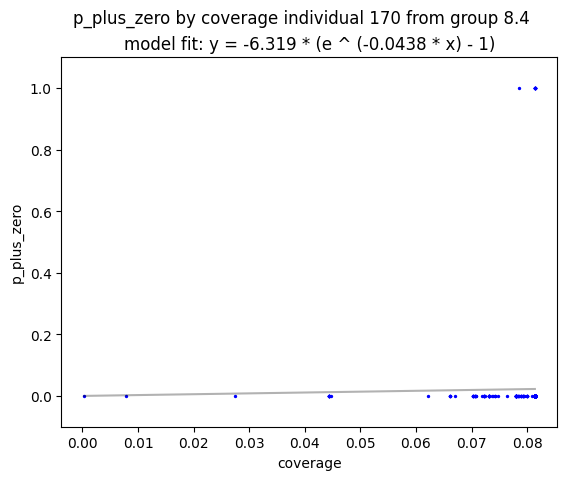 p_plus_zero by coverage individual 170 from group 8.4
model fit: y = -6.319 * (e ^ (-0.0438 * x) - 1)
1.0
0.8
0.6
0.4
0.2
0.0
p_plus_zero
0.00 0.01 0.02 0.03 0.04 0.05 0.06 0.07 0.08
coverage